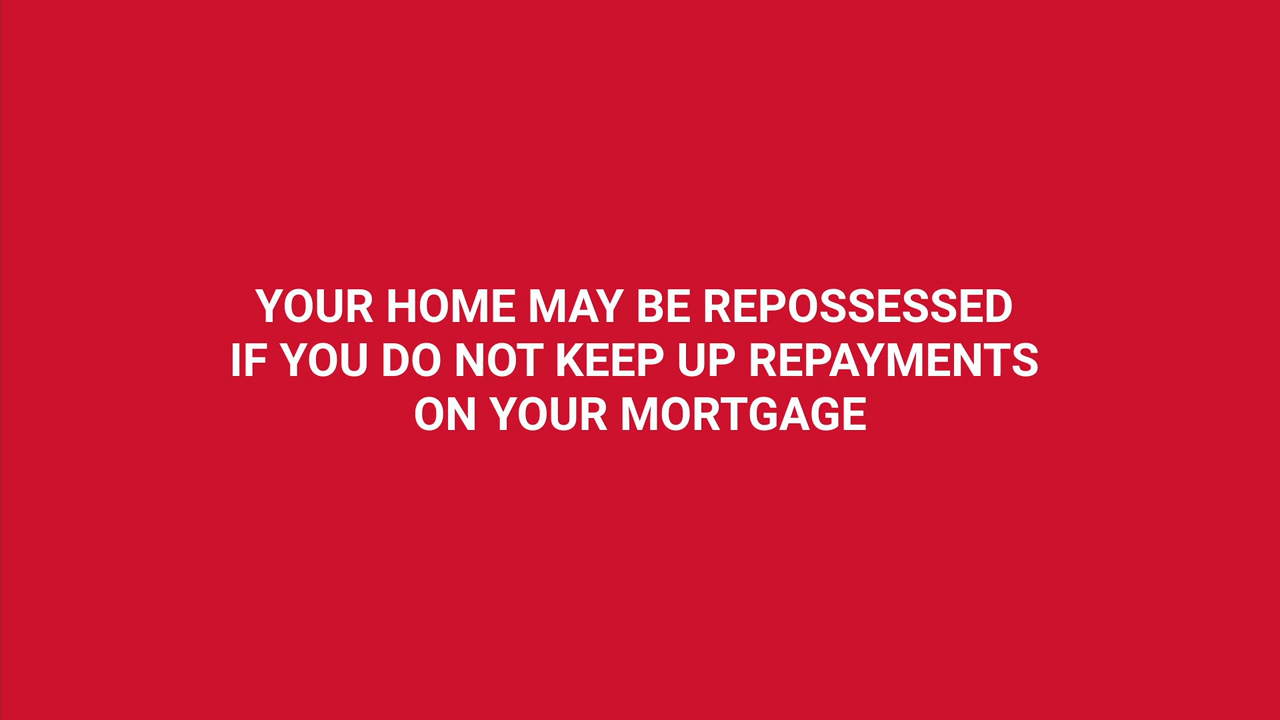 YOUR HOME MAY BE REPOSSESSED
IF YOU DO NOT KEEP UP REPAYMENTS
ON YOUR MORTGAGE